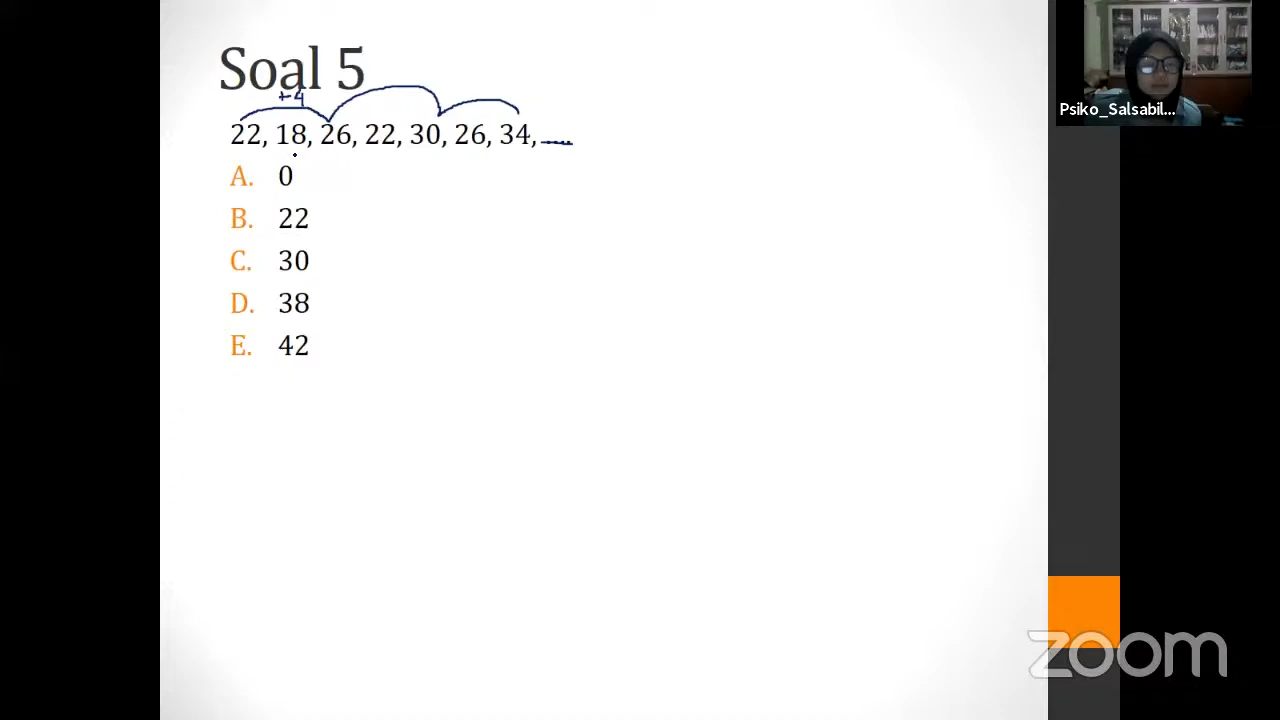 Soal 5
+4
22, 18, 26, 22, 30, 26, 34, .....
A. 0
B. 22
C. 30
D. 38
E. 42
Psiko_Salsabil...
zoom